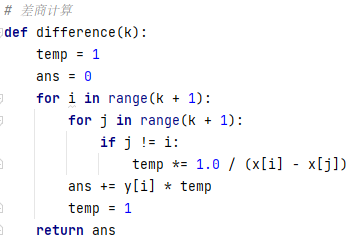 # 差商计算
def difference(k):
    temp = 1
    ans = 0
    for i in range(k + 1):
        for j in range(k + 1):
            if j != i:
                temp *= 1.0 / (x[i] - x[j])
        ans += y[i] * temp
        temp = 1
    return ans